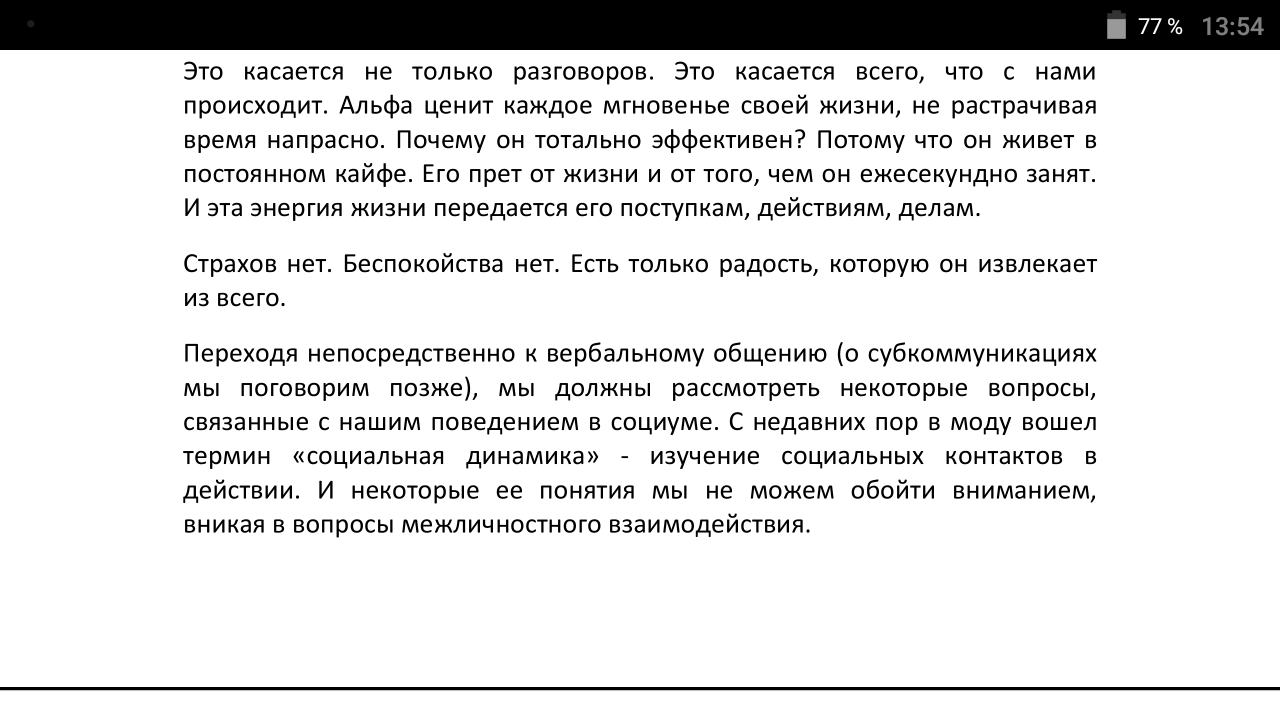 77 % 13:54
Это касается не только разговоров. Это касается всего, что с нами
происходит. Альфа ценит каждое мгновенье своей жизни, не растрачивая
время напрасно. Почему он тотально эффективен? Потому что он живет в
постоянном кайфе. Его прет от жизни и от того, чем он ежесекундно занят.
И эта энергия жизни передается его поступкам, действиям, делам.
Страхов нет. Беспокойства нет. Есть только радость, которую он извлекает
из всего.
Переходя непосредственно к вербальному общению (о субкоммуникациях
мы поговорим позже), мы должны рассмотреть некоторые вопросы,
связанные с нашим поведением в социуме. С недавних пор в моду вошел
термин «социальная динамика» - изучение социальных контактов в
действии. И некоторые ее понятия мы не можем обойти вниманием,
вникая в вопросы межличностного взаимодействия.